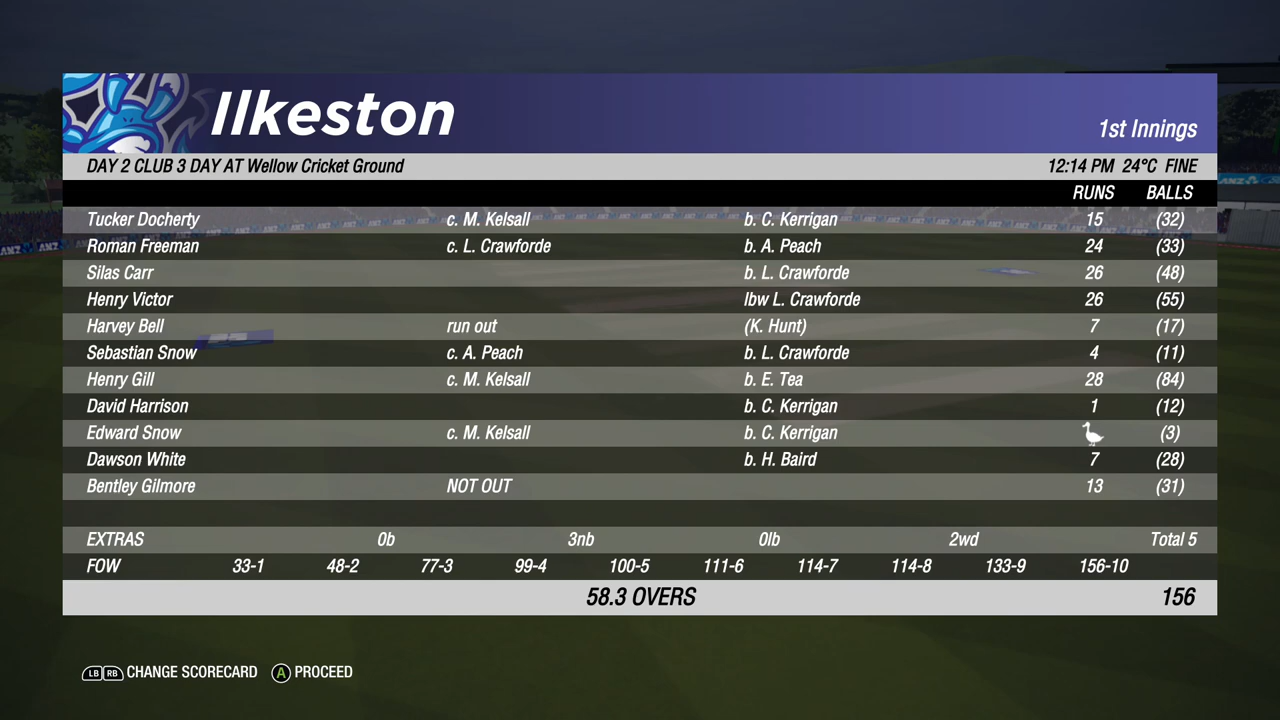 Ilkeston
1st Innings
DAY 2 CLUB 3 DAY AT Wellow Cricket Ground 12:14 PM 24°C FINE
RUNS BALLS
Tucker Docherty c. M. Kelsall b. C. Kerrigan 15 (32)
Roman Freeman c. L. Crawforde b. A. Peach 24 (33)
Silas Carr b. L. Crawforde 26 (48)
Henry Victor lbw L. Crawforde 26 (55)
Harvey Bell run out (K. Hunt) 7 (17)
Sebastian Snow c. A. Peach b. L. Crawforde 4 (11)
Henry Gill c. M. Kelsall b. E. Tea 28 (84)
David Harrison b. C. Kerrigan 1 (12)
Edward Snow c. M. Kelsall b. C. Kerrigan (3)
Dawson White b. H. Baird 7 (28)
Bentley Gilmore NOT OUT 13 (31)
EXTRAS 0b 3nb 0lb 2wd Total 5
FOW 33-1 48-2 77-3 99-4 100-5 111-6 114-7 114-8 133-9 156-10
58.3 OVERS 156
LB RB CHANGE SCORECARD A PROCEED